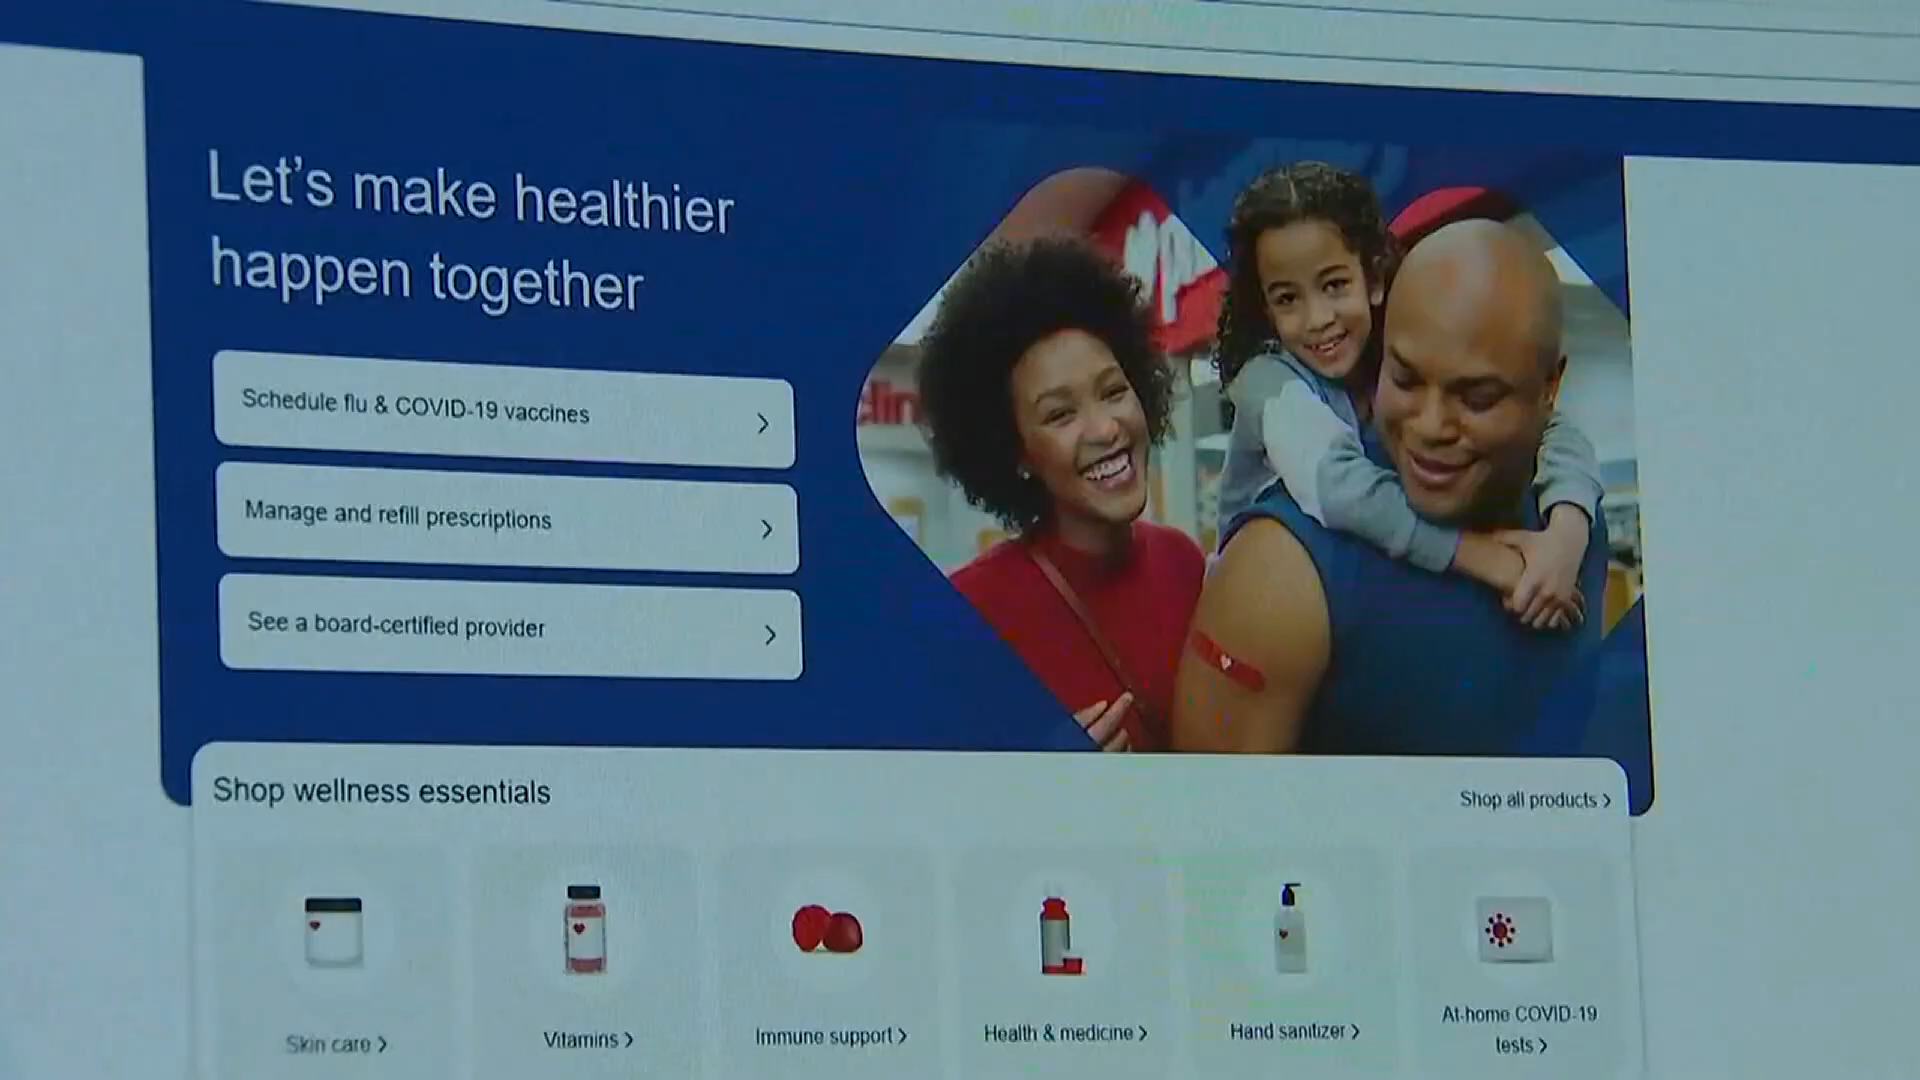 Let's make healthier
happen together
Schedule flu & COVID-19 vaccines
Manage and refill prescriptions
See a board-certified provider
Shop wellness essentials
Shop all products
Skin care
Vitamins
Immune support
Health & medicine
Hand sanitizer
At-home COVID-19
tests